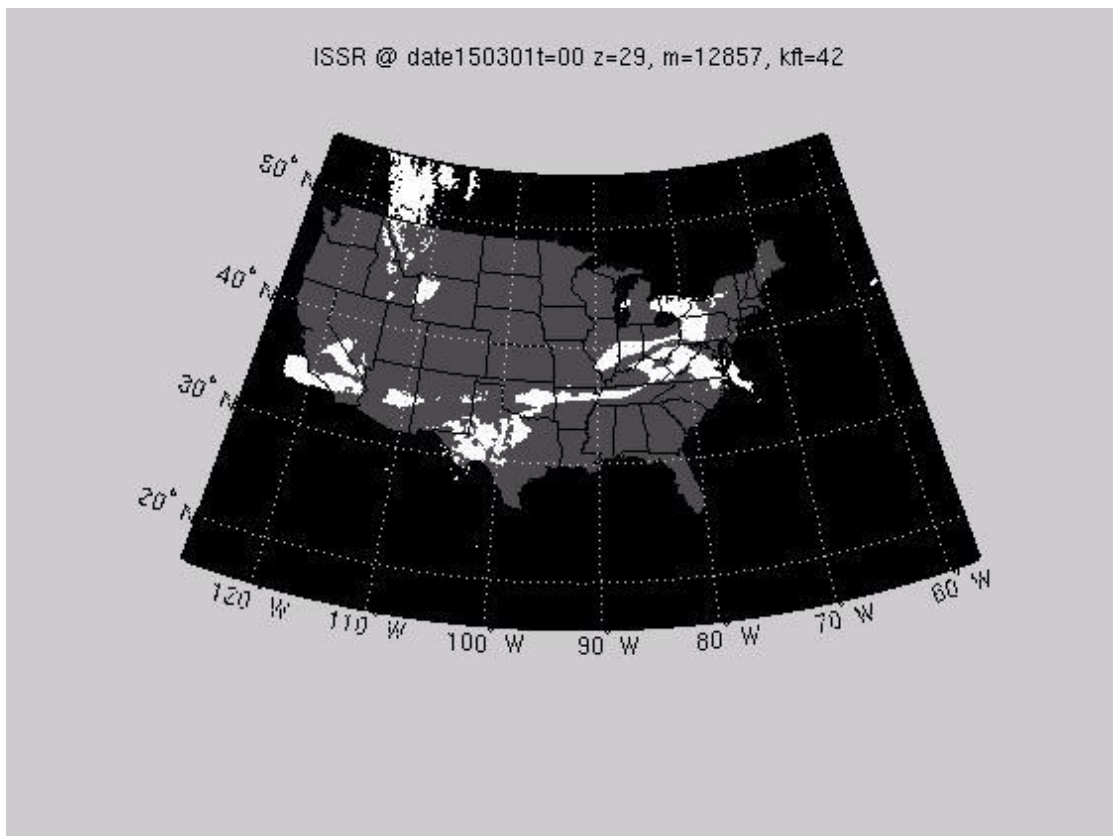 ISSR @ date150301t=00 z=29, m=12857, kft=42
50° N
40° N
30° N
20° N
120 W
110 W
100 W
90 W
80 W
70 W
60 W